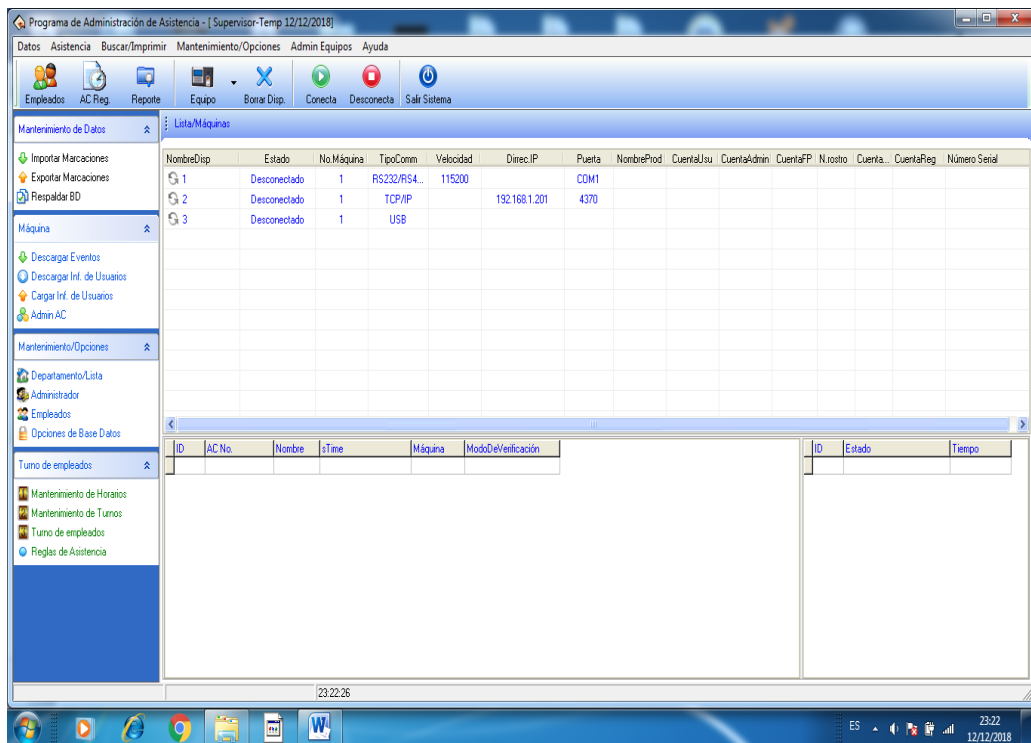 Programa de Administración de Asistencia - [ Supervisor-Temp 12/12/2018]
Datos Asistencia Buscar/Imprimir Mantenimiento/Opciones Admin Equipos Ayuda
Empleados AC Reg. Reporte Equipo Borrar Disp. Conecta Desconecta Salir Sistema
Mantenimiento de Datos
Importar Marcaciones
Exportar Marcaciones
Respaldar BD
Máquina
Descargar Eventos
Descargar Inf. de Usuarios
Cargar Inf. de Usuarios
Admin AC
Mantenimiento/Opciones
Departamento/Lista
Administrador
Empleados
Opciones de Base Datos
Turno de empleados
Mantenimiento de Horarios
Mantenimiento de Turnos
Turno de empleados
Reglas de Asistencia
Lista/Máquinas
NombreDisp Estado No.Máquina TipoComm Velocidad Direc.IP Puerta NombreProd CuentaUsu CuentaAdmin CuentaFP N.rostro Cuenta... CuentaReg Número Serial
1 Desconectado 1 RS232/RS4... 115200 COM1
2 Desconectado 1 TCP/IP 192.168.1.201 4370
3 Desconectado 1 USB
ID AC No. Nombre sTime Máquina ModoDeVerificación
ID Estado Tiempo
23:22:26
W
ES
23:22
12/12/2018